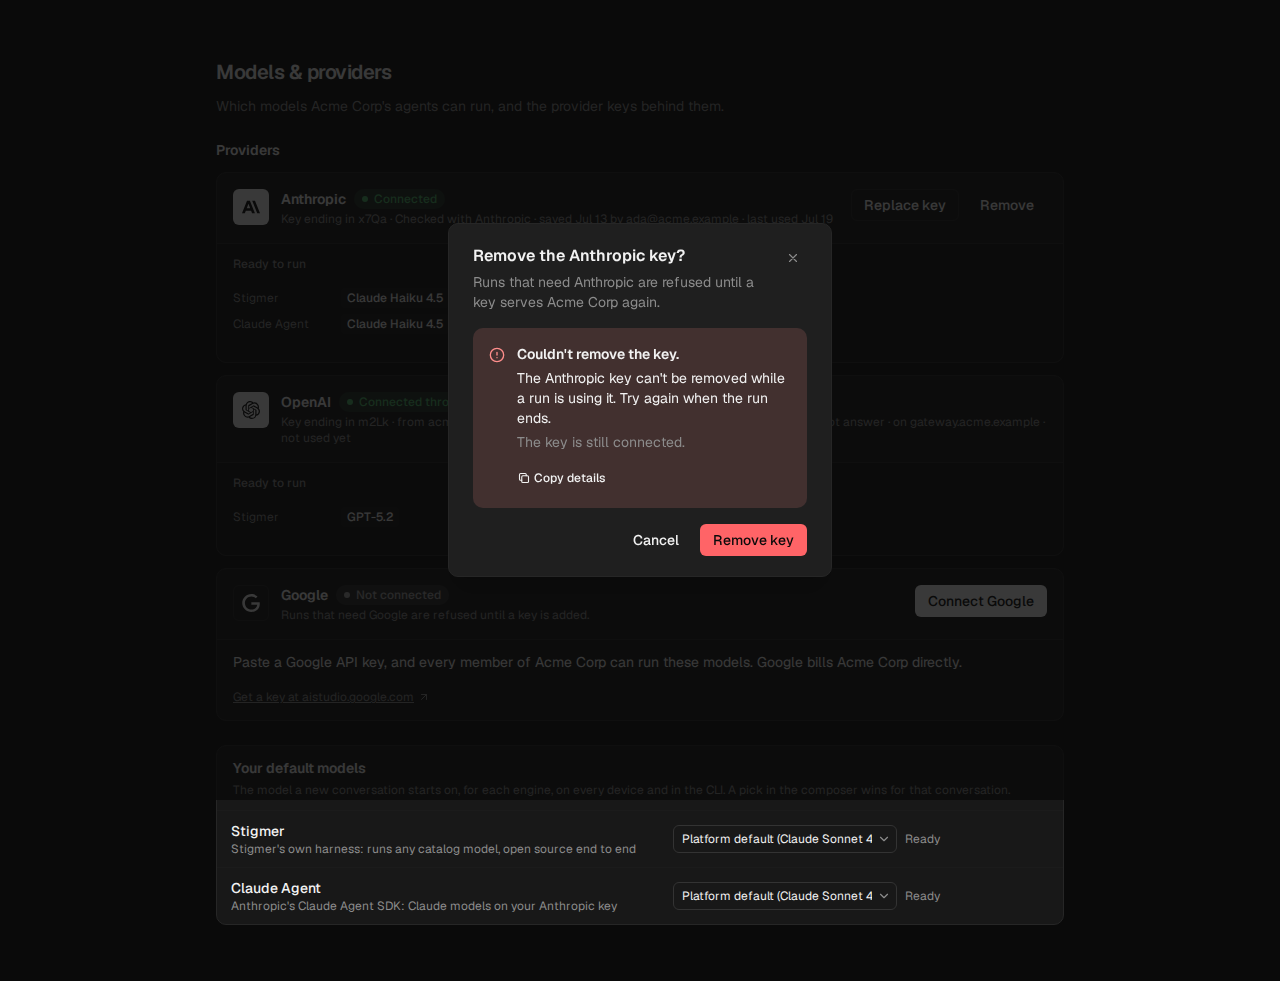 Models & providers
Which models Acme Corp's agents can run, and the provider keys behind them.
Providers
Anthropic
Connected
Key ending in x7Qa · Checked with Anthropic · saved Jul 13 by ada@acme.example · last used Jul 19
Replace key
Remove
Ready to run
Stigmer
Claude Haiku 4.5
Claude Agent
Claude Haiku 4.5
OpenAI
Connected thro
Key ending in m2Lk · from acm
ot answer · on gateway.acme.example ·
not used yet
Ready to run
Stigmer
GPT-5.2
Remove the Anthropic key?
Runs that need Anthropic are refused until a
key serves Acme Corp again.
Couldn't remove the key.
The Anthropic key can't be removed while
a run is using it. Try again when the run
ends.
The key is still connected.
Copy details
Cancel
Remove key
Google
Not connected
Runs that need Google are refused until a key is added.
Connect Google
Paste a Google API key, and every member of Acme Corp can run these models. Google bills Acme Corp directly.
Get a key at aistudio.google.com
Your default models
The model a new conversation starts on, for each engine, on every device and in the CLI. A pick in the composer wins for that conversation.
Stigmer
Stigmer's own harness: runs any catalog model, open source end to end
Platform default (Claude Sonnet 4
Ready
Claude Agent
Anthropic's Claude Agent SDK: Claude models on your Anthropic key
Platform default (Claude Sonnet 4
Ready